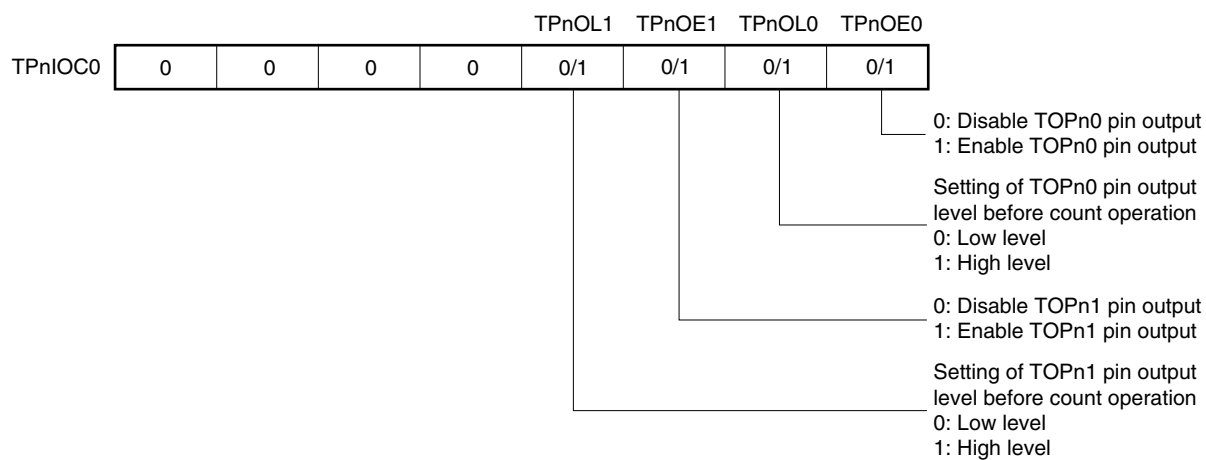 TPnOL1 TPnOE1 TPnOL0 TPnOE0
TPnIOC0 0 0 0 0 0/1 0/1 0/1 0/1
0: Disable TOPn0 pin output
1: Enable TOPn0 pin output
Setting of TOPn0 pin output
level before count operation
0: Low level
1: High level
0: Disable TOPn1 pin output
1: Enable TOPn1 pin output
Setting of TOPn1 pin output
level before count operation
0: Low level
1: High level